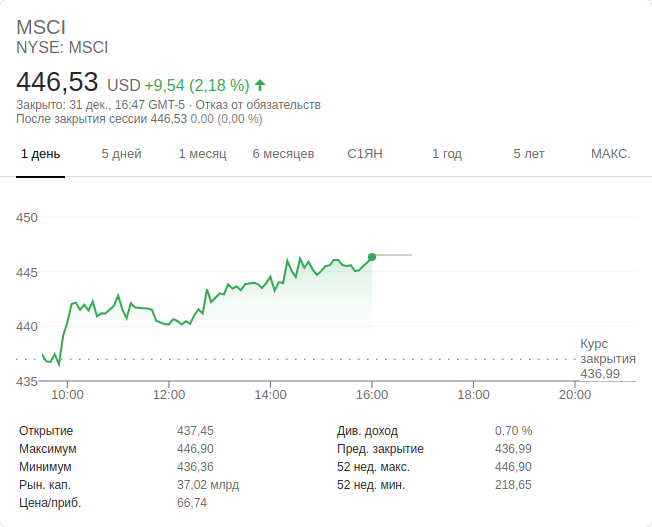 MSCI
NYSE: MSCI
446,53 USD +9,54 (2,18 %)
Закрыто: 31 дек., 16:47 GMT-5 · Отказ от обязательств
После закрытия сессии 446,53 0,00 (0,00 %)
1 день 5 дней 1 месяц 6 месяцев С1ЯН 1 год 5 лет МАКС.
450
445
440
Курс
закрытия
436,99
435
10:00 12:00 14:00 16:00 18:00 20:00
Открытие 437,45 Див. доход 0,70 %
Максимум 446,90 Пред. закрытие 436,99
Минимум 436,36 52 нед. макс. 446,90
Рын. кап. 37,02 млрд 52 нед. мин. 218,65
Цена/приб. 66,74